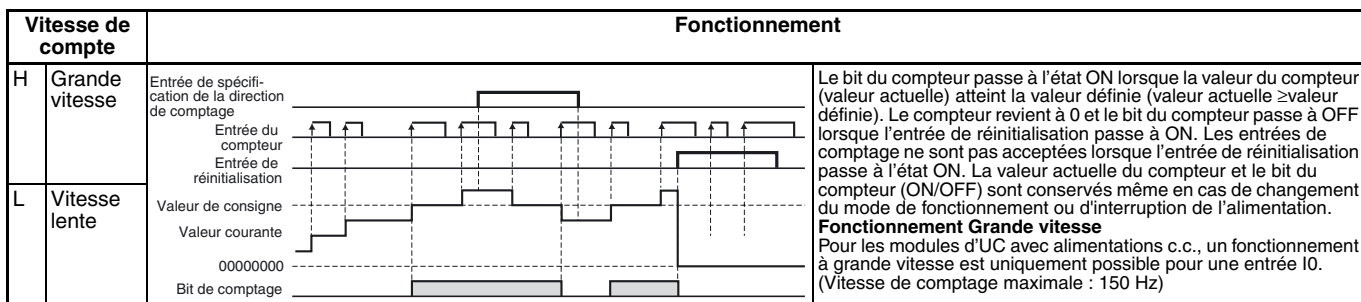 Vitesse de
compte
Fonctionnement
H
Grande
vitesse
L
Vitesse
lente
Entrée de spécifi-
cation de la direction
de comptage
Entrée du
compteur
Entrée de
réinitialisation
Valeur de consigne
Valeur courante
00000000
Bit de comptage
Le bit du compteur passe à l'état ON lorsque la valeur du compteur
(valeur actuelle) atteint la valeur définie (valeur actuelle ≥valeur
définie). Le compteur revient à 0 et le bit du compteur passe à OFF
lorsque l'entrée de réinitialisation passe à ON. Les entrées de
comptage ne sont pas acceptées lorsque l'entrée de réinitialisation
passe à l'état ON. La valeur actuelle du compteur et le bit du
compteur (ON/OFF) sont conservés même en cas de changement
du mode de fonctionnement ou d'interruption de l'alimentation.
Fonctionnement Grande vitesse
Pour les modules d'UC avec alimentations c.c., un fonctionnement
à grande vitesse est uniquement possible pour une entrée I0.
(Vitesse de comptage maximale : 150 Hz)